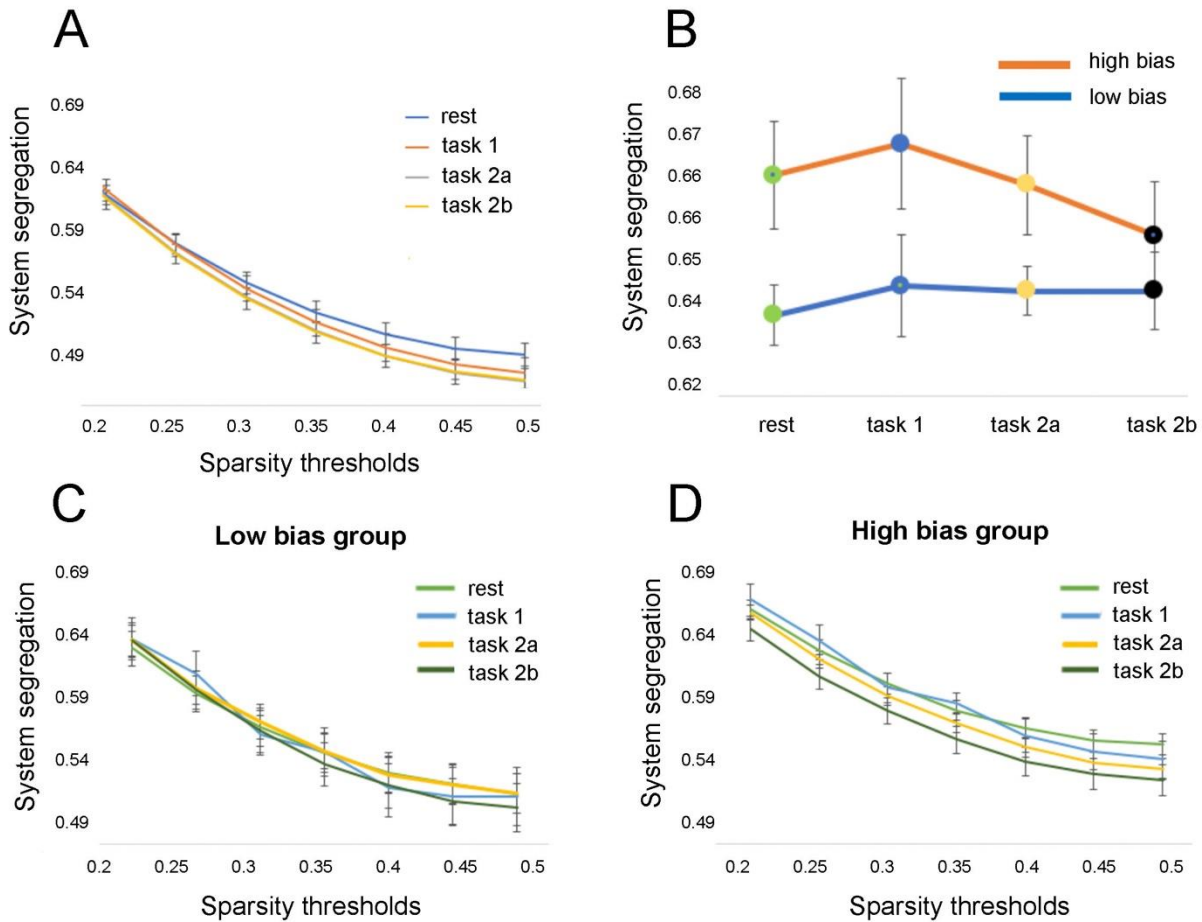 A
System segregation
0.69
0.64
0.59
0.54
0.49
rest
task 1
task 2a
task 2b
0.2 0.25 0.3 0.35 0.4 0.45 0.5
Sparsity thresholds
B
System segregation
0.68
0.67
0.66
0.66
0.65
0.64
0.63
0.62
high bias
low bias
rest task 1 task 2a task 2b
C
Low bias group
System segregation
0.69
0.64
0.59
0.54
0.49
rest
task 1
task 2a
task 2b
0.2 0.25 0.3 0.35 0.4 0.45 0.5
Sparsity thresholds
D
High bias group
System segregation
0.69
0.64
0.59
0.54
0.49
rest
task 1
task 2a
task 2b
0.2 0.25 0.3 0.35 0.4 0.45 0.5
Sparsity thresholds